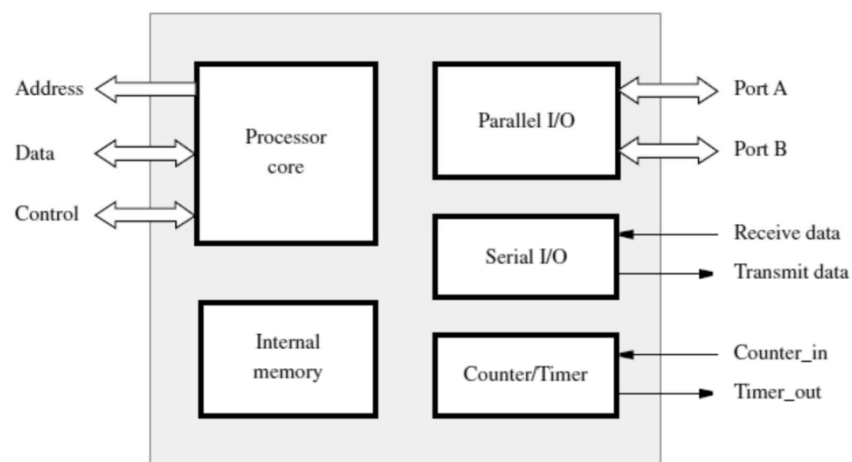 Address
Data
Control
Processor
core
Internal
memory
Parallel I/O
Serial I/O
Counter/Timer
Port A
Port B
Receive data
Transmit data
Counter_in
Timer_out